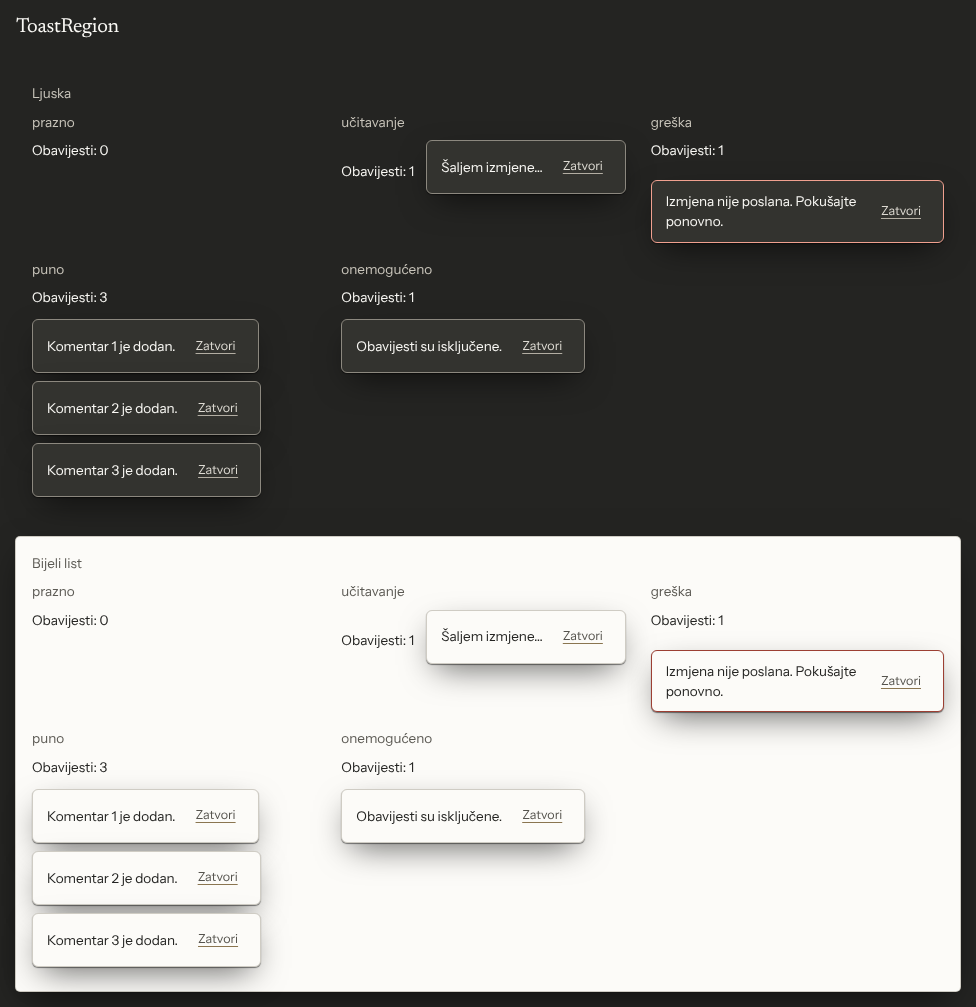 ToastRegion
Ljuska
prazno
Obavijesti: 0
učitavanje
Obavijesti: 1
Šaljem izmjene...
Zatvori
greška
Obavijesti: 1
Izmjena nije poslana. Pokušajte
ponovno.
Zatvori
puno
Obavijesti: 3
Komentar 1 je dodan.
Zatvori
Komentar 2 je dodan.
Zatvori
Komentar 3 je dodan.
Zatvori
onemogućeno
Obavijesti: 1
Obavijesti su isključene.
Zatvori
Bijeli list
prazno
Obavijesti: 0
učitavanje
Obavijesti: 1
Šaljem izmjene...
Zatvori
greška
Obavijesti: 1
Izmjena nije poslana. Pokušajte
ponovno.
Zatvori
puno
Obavijesti: 3
Komentar 1 je dodan.
Zatvori
Komentar 2 je dodan.
Zatvori
Komentar 3 je dodan.
Zatvori
onemogućeno
Obavijesti: 1
Obavijesti su isključene.
Zatvori